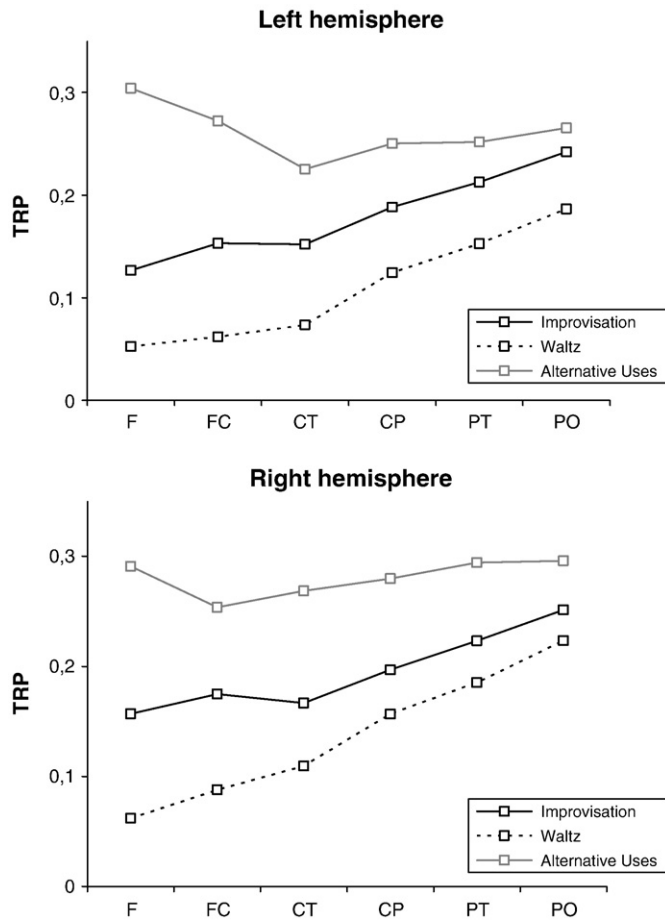 Left hemisphere
0,3
0,2
0,1
0
TRP
F FC CT CP PT PO
Improvisation
Waltz
Alternative Uses
Right hemisphere
0,3
0,2
0,1
0
TRP
F FC CT CP PT PO
Improvisation
Waltz
Alternative Uses